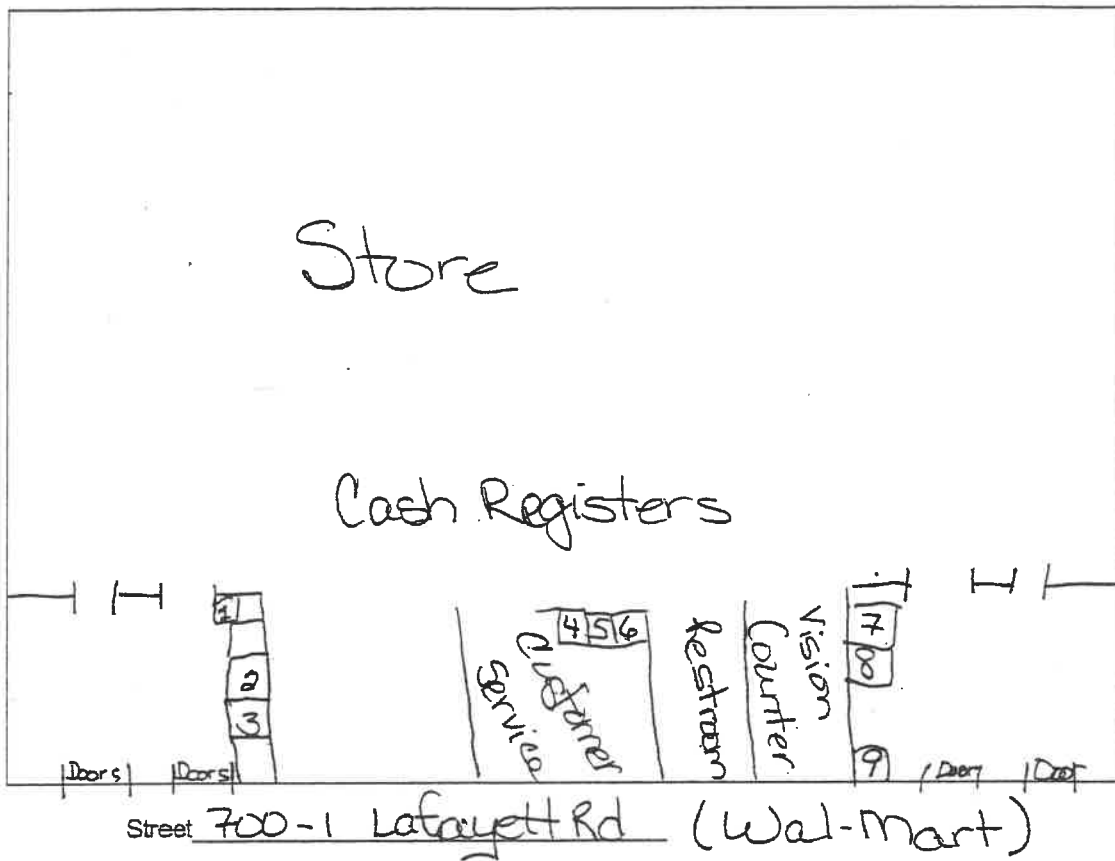 Store
Cash Registers
1
2
3
4 5 6
Customer
Service
Restroom
Vision
Counter
7
8
9
Doors Doors Door Door
Street 700-1 Lafayett Rd (Wal-Mart)